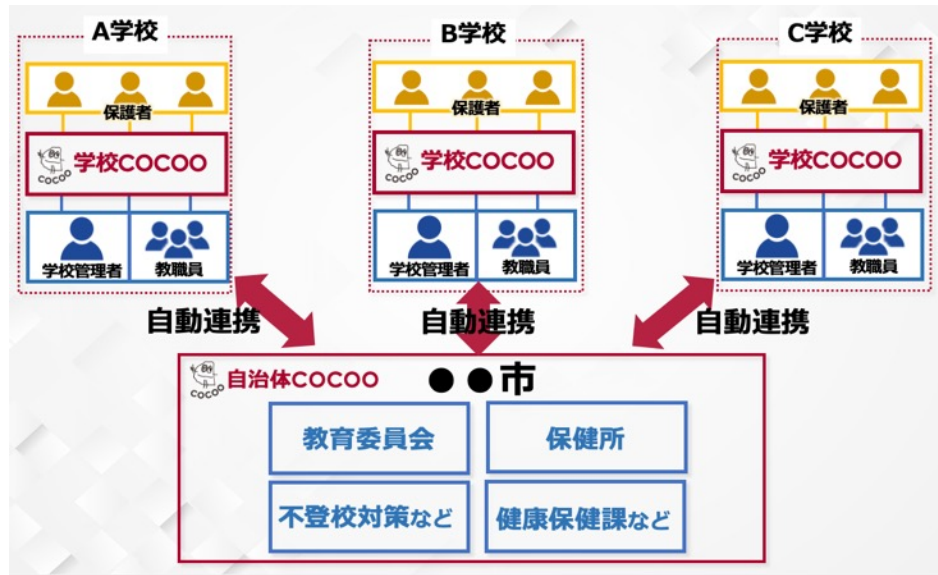 A学校
保護者
cocoo
学校COCOO
学校管理者
教職員
B学校
保護者
cocoo
学校COCOO
学校管理者
教職員
C学校
保護者
cocoo
学校COCOO
学校管理者
教職員
自動連携
自動連携
自動連携
cocoo
自治体COCOO
●●市
教育委員会
保健所
不登校対策など
健康保健課など